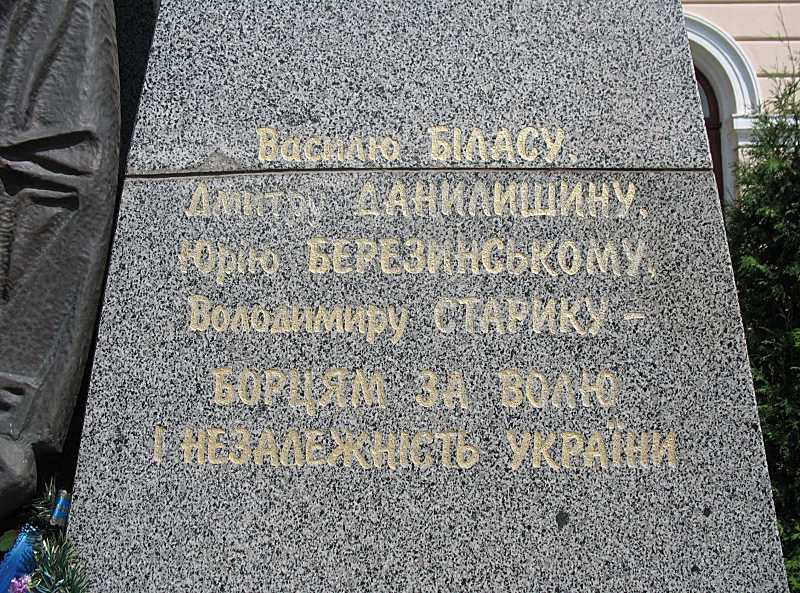 Василю БІЛАСУ,
Дмитру ДАНИЛИШИНУ,
Юрію БЕРЕЗИНСЬКОМУ,
Володимиру СТАРИКУ –
БОРЦЯМ ЗА ВОЛЮ
І НЕЗАЛЕЖНІСТЬ УКРАЇНИ